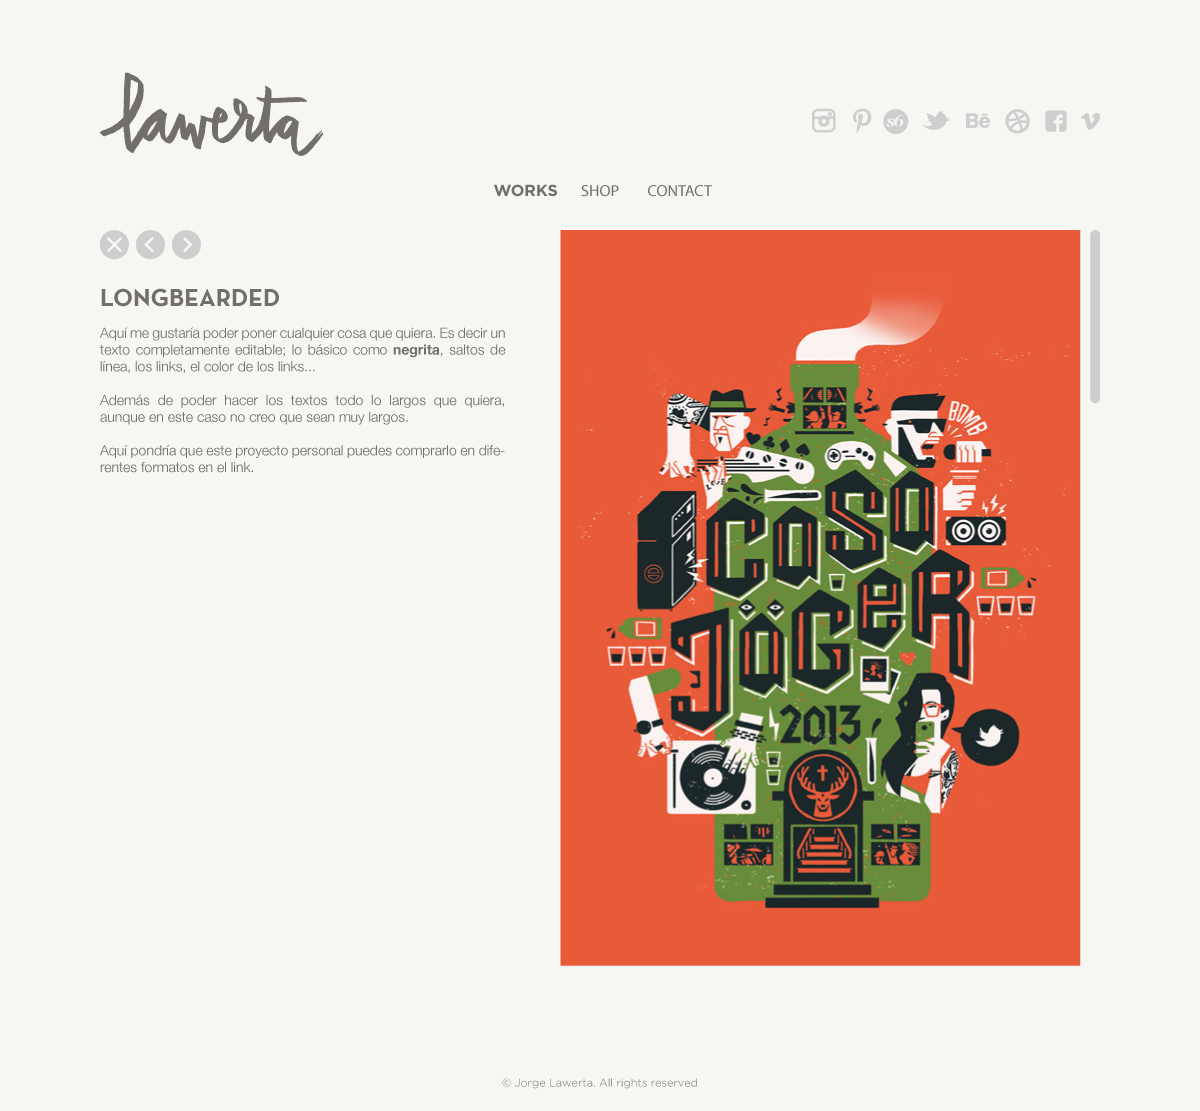 lawerta
Bē
WORKS SHOP CONTACT
LONGBEARDED
Aquí me gustaría poder poner cualquier cosa que quiera. Es decir un
texto completamente editable; lo básico como negrita, saltos de
línea, los links, el color de los links...
Además de poder hacer los textos todo lo largos que quiera,
aunque en este caso no creo que sean muy largos.
Aquí pondría que este proyecto personal puedes comprarlo en dife-
rentes formatos en el link.
BOMB
LOVE
CASA
JÄGER
2013
© Jorge Lawerta. All rights reserved